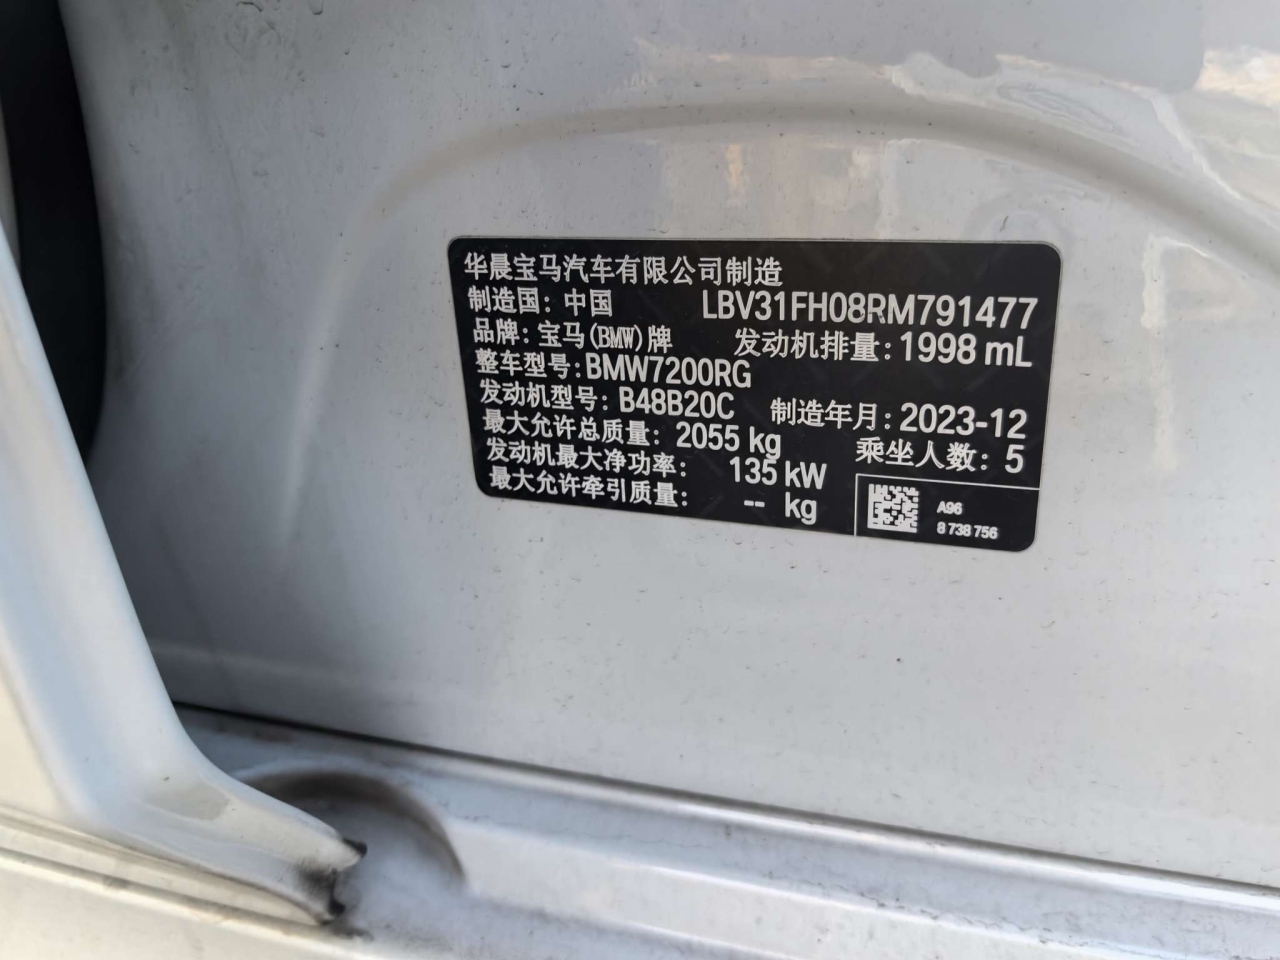 华晨宝马汽车有限公司制造
制造国: 中国 LBV31FH08RM791477
品牌: 宝马(BMW)牌 发动机排量: 1998 mL
整车型号: BMW7200RG
发动机型号: B48B20C 制造年月: 2023-12
最大允许总质量: 2055 kg 乘坐人数: 5
发动机最大净功率: 135 kW
最大允许牵引质量: -- kg
A96
8 738 756